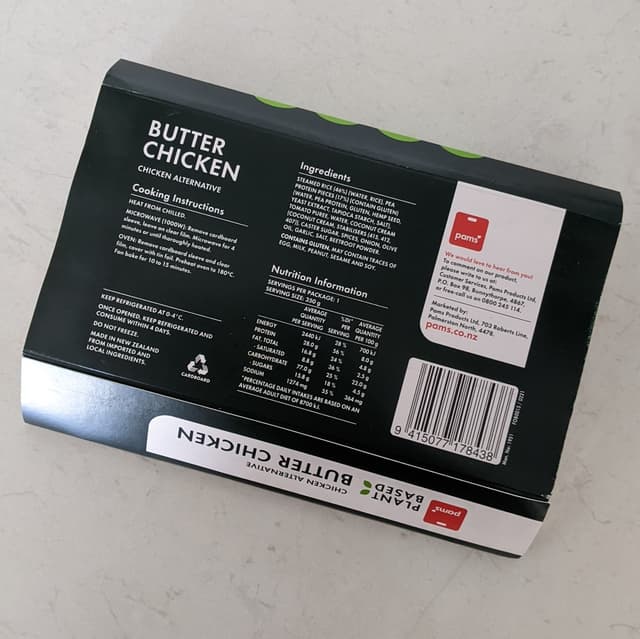 BUTTER
CHICKEN
CHICKEN ALTERNATIVE
Cooking Instructions
HEAT FROM CHILLED.
MICROWAVE (1000W): Remove cardboard
sleeve, leave on clear film. Microwave for 4
minutes or until thoroughly heated.
OVEN: Remove cardboard sleeve and clear
film, cover with tin foil. Preheat oven to 180°C.
Fan bake for 10 to 15 minutes.
KEEP REFRIGERATED AT 0-4°C.
ONCE OPENED, KEEP REFRIGERATED AND
CONSUME WITHIN 4 DAYS.
DO NOT FREEZE.
MADE IN NEW ZEALAND
FROM IMPORTED AND
LOCAL INGREDIENTS.
CARDBOARD
Ingredients
STEAMED RICE (46%) [WATER, RICE], PEA
PROTEIN PIECES (17%) [CONTAIN (GLUTEN)
(WATER, PEA PROTEIN, GLUTEN, HEMP SEED,
YEAST EXTRACT, TAPIOCA STARCH, SALT),
TOMATO PUREE, WATER, COCONUT CREAM
[COCONUT CREAM, STABILISERS (418, 412,
407)], CASTER SUGAR, SPICES, ONION, OLIVE
OIL, GARLIC, SALT, BEETROOT POWDER.
CONTAINS GLUTEN. MAY CONTAIN TRACES OF
EGG, MILK, PEANUT, SESAME AND SOY.
Nutrition Information
SERVINGS PER PACKAGE: 1
SERVING SIZE: 350 g
AVERAGE QUANTITY PER SERVING %DI* PER SERVING AVERAGE QUANTITY PER 100 g
ENERGY 2440 kJ 28 % 700 kJ
PROTEIN 28.0 g 56 % 8.0 g
FAT, TOTAL 16.8 g 24 % 4.8 g
- SATURATED 8.8 g 36 % 2.5 g
CARBOHYDRATE 77.0 g 25 % 22.0 g
- SUGARS 15.8 g 18 % 4.5 g
SODIUM 1274 mg 55 % 364 mg
*PERCENTAGE DAILY INTAKES ARE BASED ON AN
AVERAGE ADULT DIET OF 8700 kJ.
pams
We would love to hear from you!
To comment on our product,
please write to us at:
Customer Services, Pams Products Ltd,
P.O. Box 98, Bunnythorpe, 4867
or free-call us on 0800 245 114.
Marketed by:
Pams Products Ltd, 703 Roberts Line,
Palmerston North, 4478.
pams.co.nz
9 415077 178438
pams
PLANT
BASED
CHICKEN ALTERNATIVE
BUTTER CHICKEN